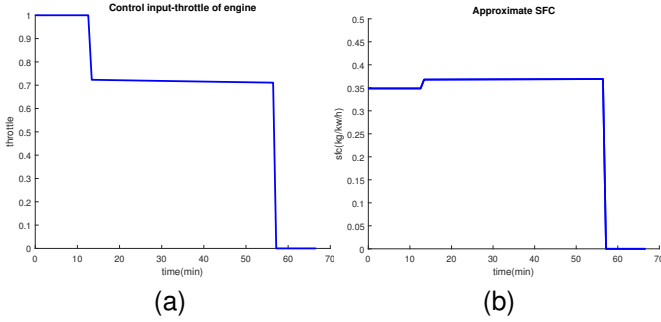 Control input-throttle of engine
1
0.9
0.8
0.7
0.6
0.5
0.4
0.3
0.2
0.1
0
throttle
0 10 20 30 40 50 60 70
time(min)
(a)
Approximate SFC
0.5
0.45
0.4
0.35
0.3
0.25
0.2
0.15
0.1
0.05
0
sfc(kg/kw/h)
0 10 20 30 40 50 60 70
time(min)
(b)